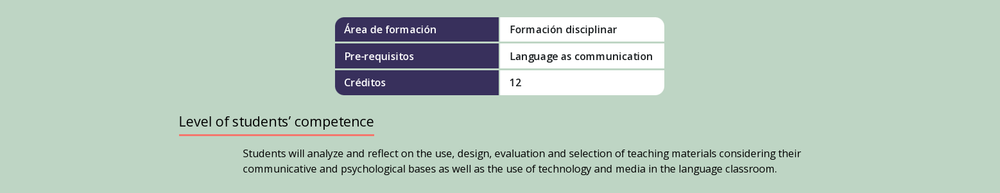 Área de formación Formación disciplinar
Pre-requisitos Language as communication
Créditos 12
Level of students’ competence
Students will analyze and reflect on the use, design, evaluation and selection of teaching materials considering their
communicative and psychological bases as well as the use of technology and media in the language classroom.